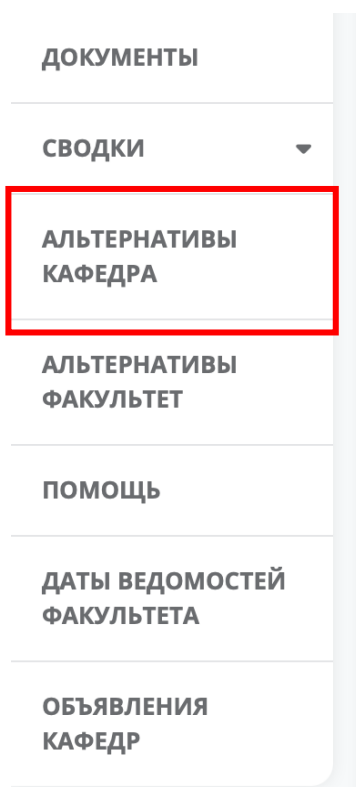 ДОКУМЕНТЫ
СВОДКИ
АЛЬТЕРНАТИВЫ
КАФЕДРА
АЛЬТЕРНАТИВЫ
ФАКУЛЬТЕТ
ПОМОЩЬ
ДАТЫ ВЕДОМОСТЕЙ
ФАКУЛЬТЕТА
ОБЪЯВЛЕНИЯ
КАФЕДР